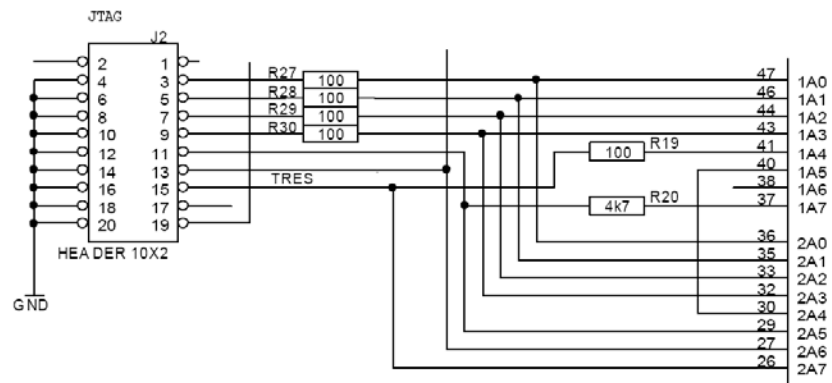 JTAG
J2
2 1
4 3 R27 100 47 1A0
6 5 R28 100 46 1A1
8 7 R29 100 44 1A2
10 9 R30 100 43 1A3
12 11 100 R19 41 1A4
40 1A5
14 13
16 15 TRES 38 1A6
18 17 4k7 R20 37 1A7
20 19
36 2A0
HEADER 10X2
35 2A1
33 2A2
32 2A3
GND
30 2A4
29 2A5
27 2A6
26 2A7